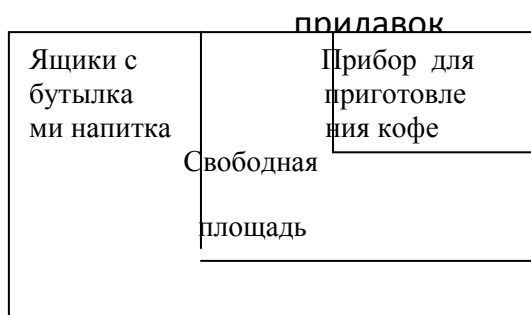 прилавок
Ящики с
бутылка
ми напитка
Прибор для
приготовле
ния кофе
Свободная
площадь